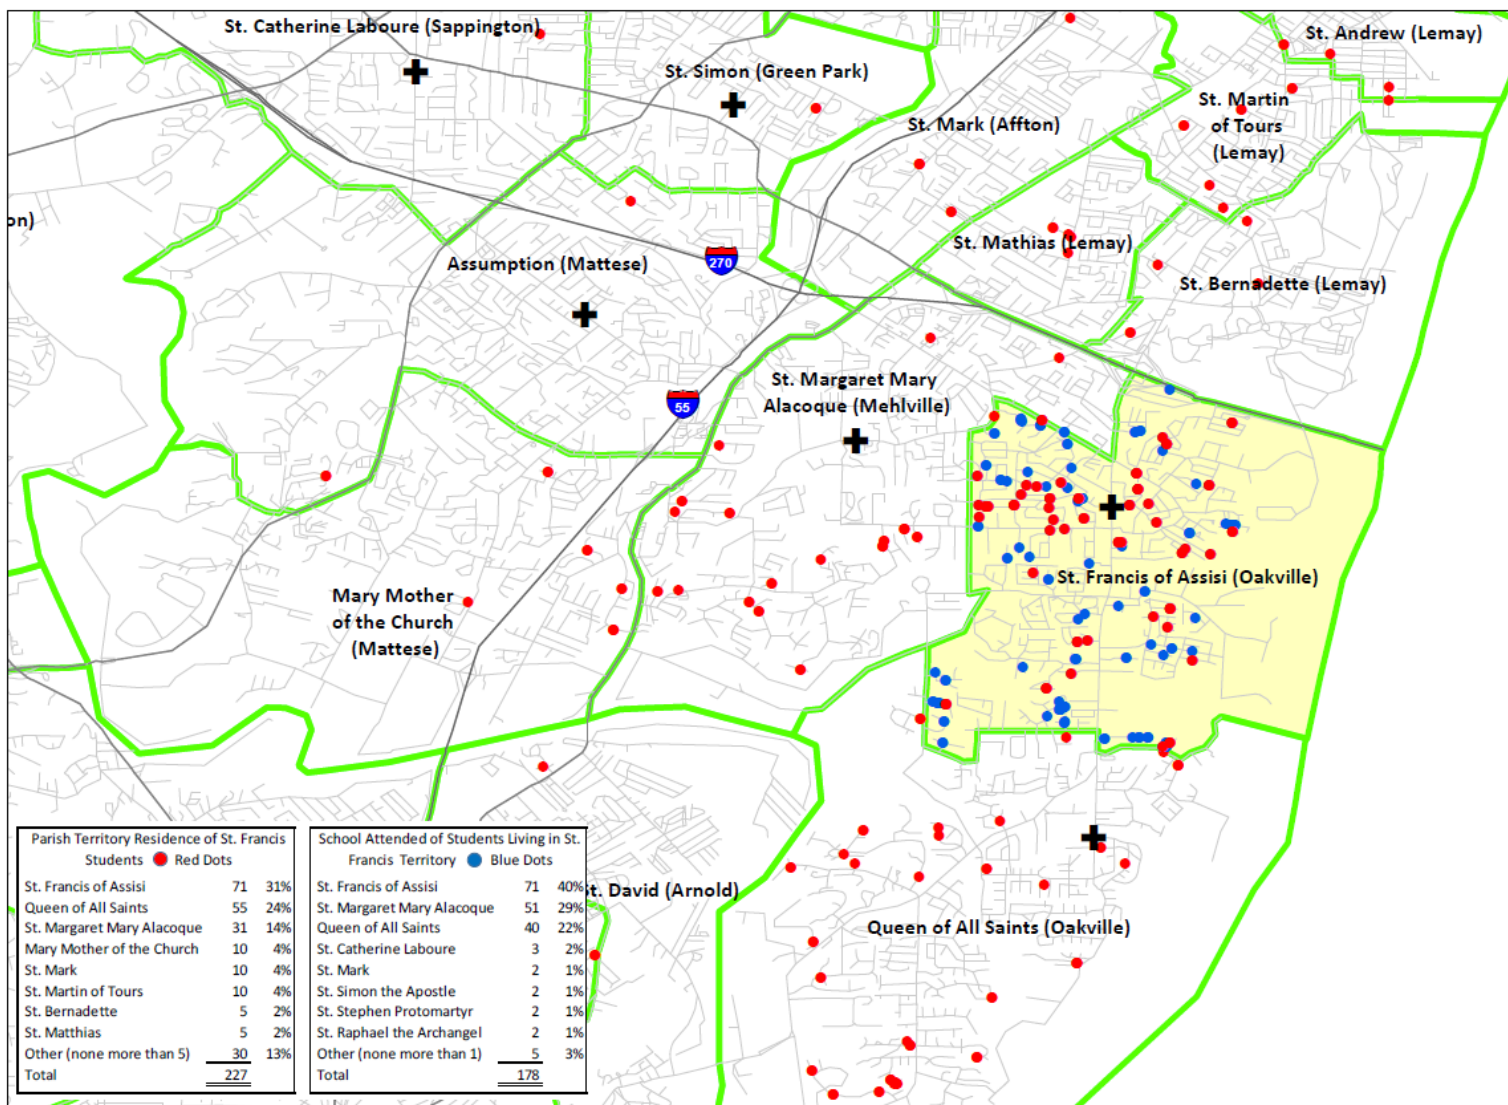 St. Catherine Laboure (Sappington)
St. Andrew (Lemay)
St. Simon (Green Park)
St. Martin
of Tours
(Lemay)
St. Mark (Affton)
on)
St. Mathias (Lemay)
Assumption (Mattese)
270
St. Bernadette (Lemay)
St. Margaret Mary
Alacoque (Mehlville)
55
St. Francis of Assisi (Oakville)
Mary Mother
of the Church
(Mattese)
St. David (Arnold)
Queen of All Saints (Oakville)
Parish Territory Residence of St. Francis
Students Red Dots
St. Francis of Assisi 71 31%
Queen of All Saints 55 24%
St. Margaret Mary Alacoque 31 14%
Mary Mother of the Church 10 4%
St. Mark 10 4%
St. Martin of Tours 10 4%
St. Bernadette 5 2%
St. Matthias 5 2%
Other (none more than 5) 30 13%
Total 227
School Attended of Students Living in St.
Francis Territory Blue Dots
St. Francis of Assisi 71 40%
St. Margaret Mary Alacoque 51 29%
Queen of All Saints 40 22%
St. Catherine Laboure 3 2%
St. Mark 2 1%
St. Simon the Apostle 2 1%
St. Stephen Protomartyr 2 1%
St. Raphael the Archangel 2 1%
Other (none more than 1) 5 3%
Total 178